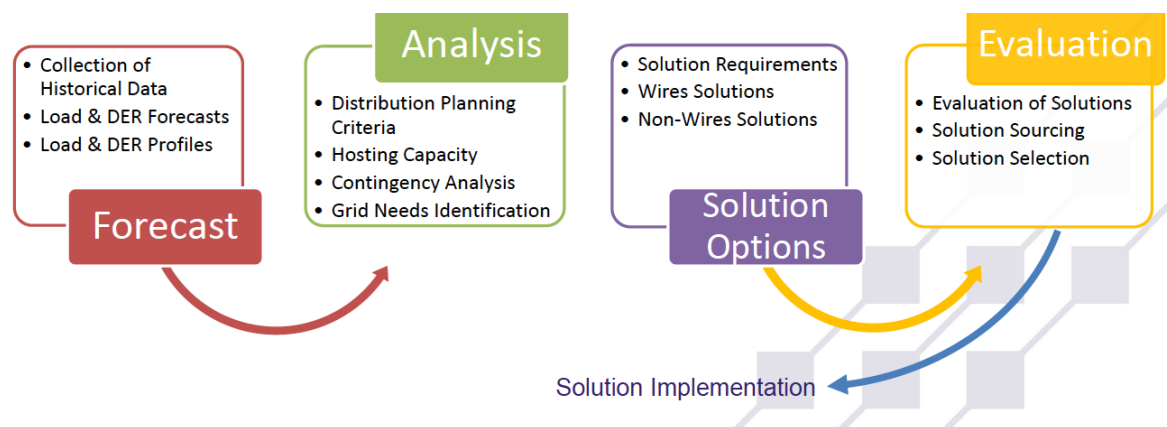 • Collection of
Historical Data
• Load & DER Forecasts
• Load & DER Profiles
Forecast
Analysis
• Distribution Planning
Criteria
• Hosting Capacity
• Contingency Analysis
• Grid Needs Identification
• Solution Requirements
• Wires Solutions
• Non-Wires Solutions
Solution
Options
Evaluation
• Evaluation of Solutions
• Solution Sourcing
• Solution Selection
Solution Implementation